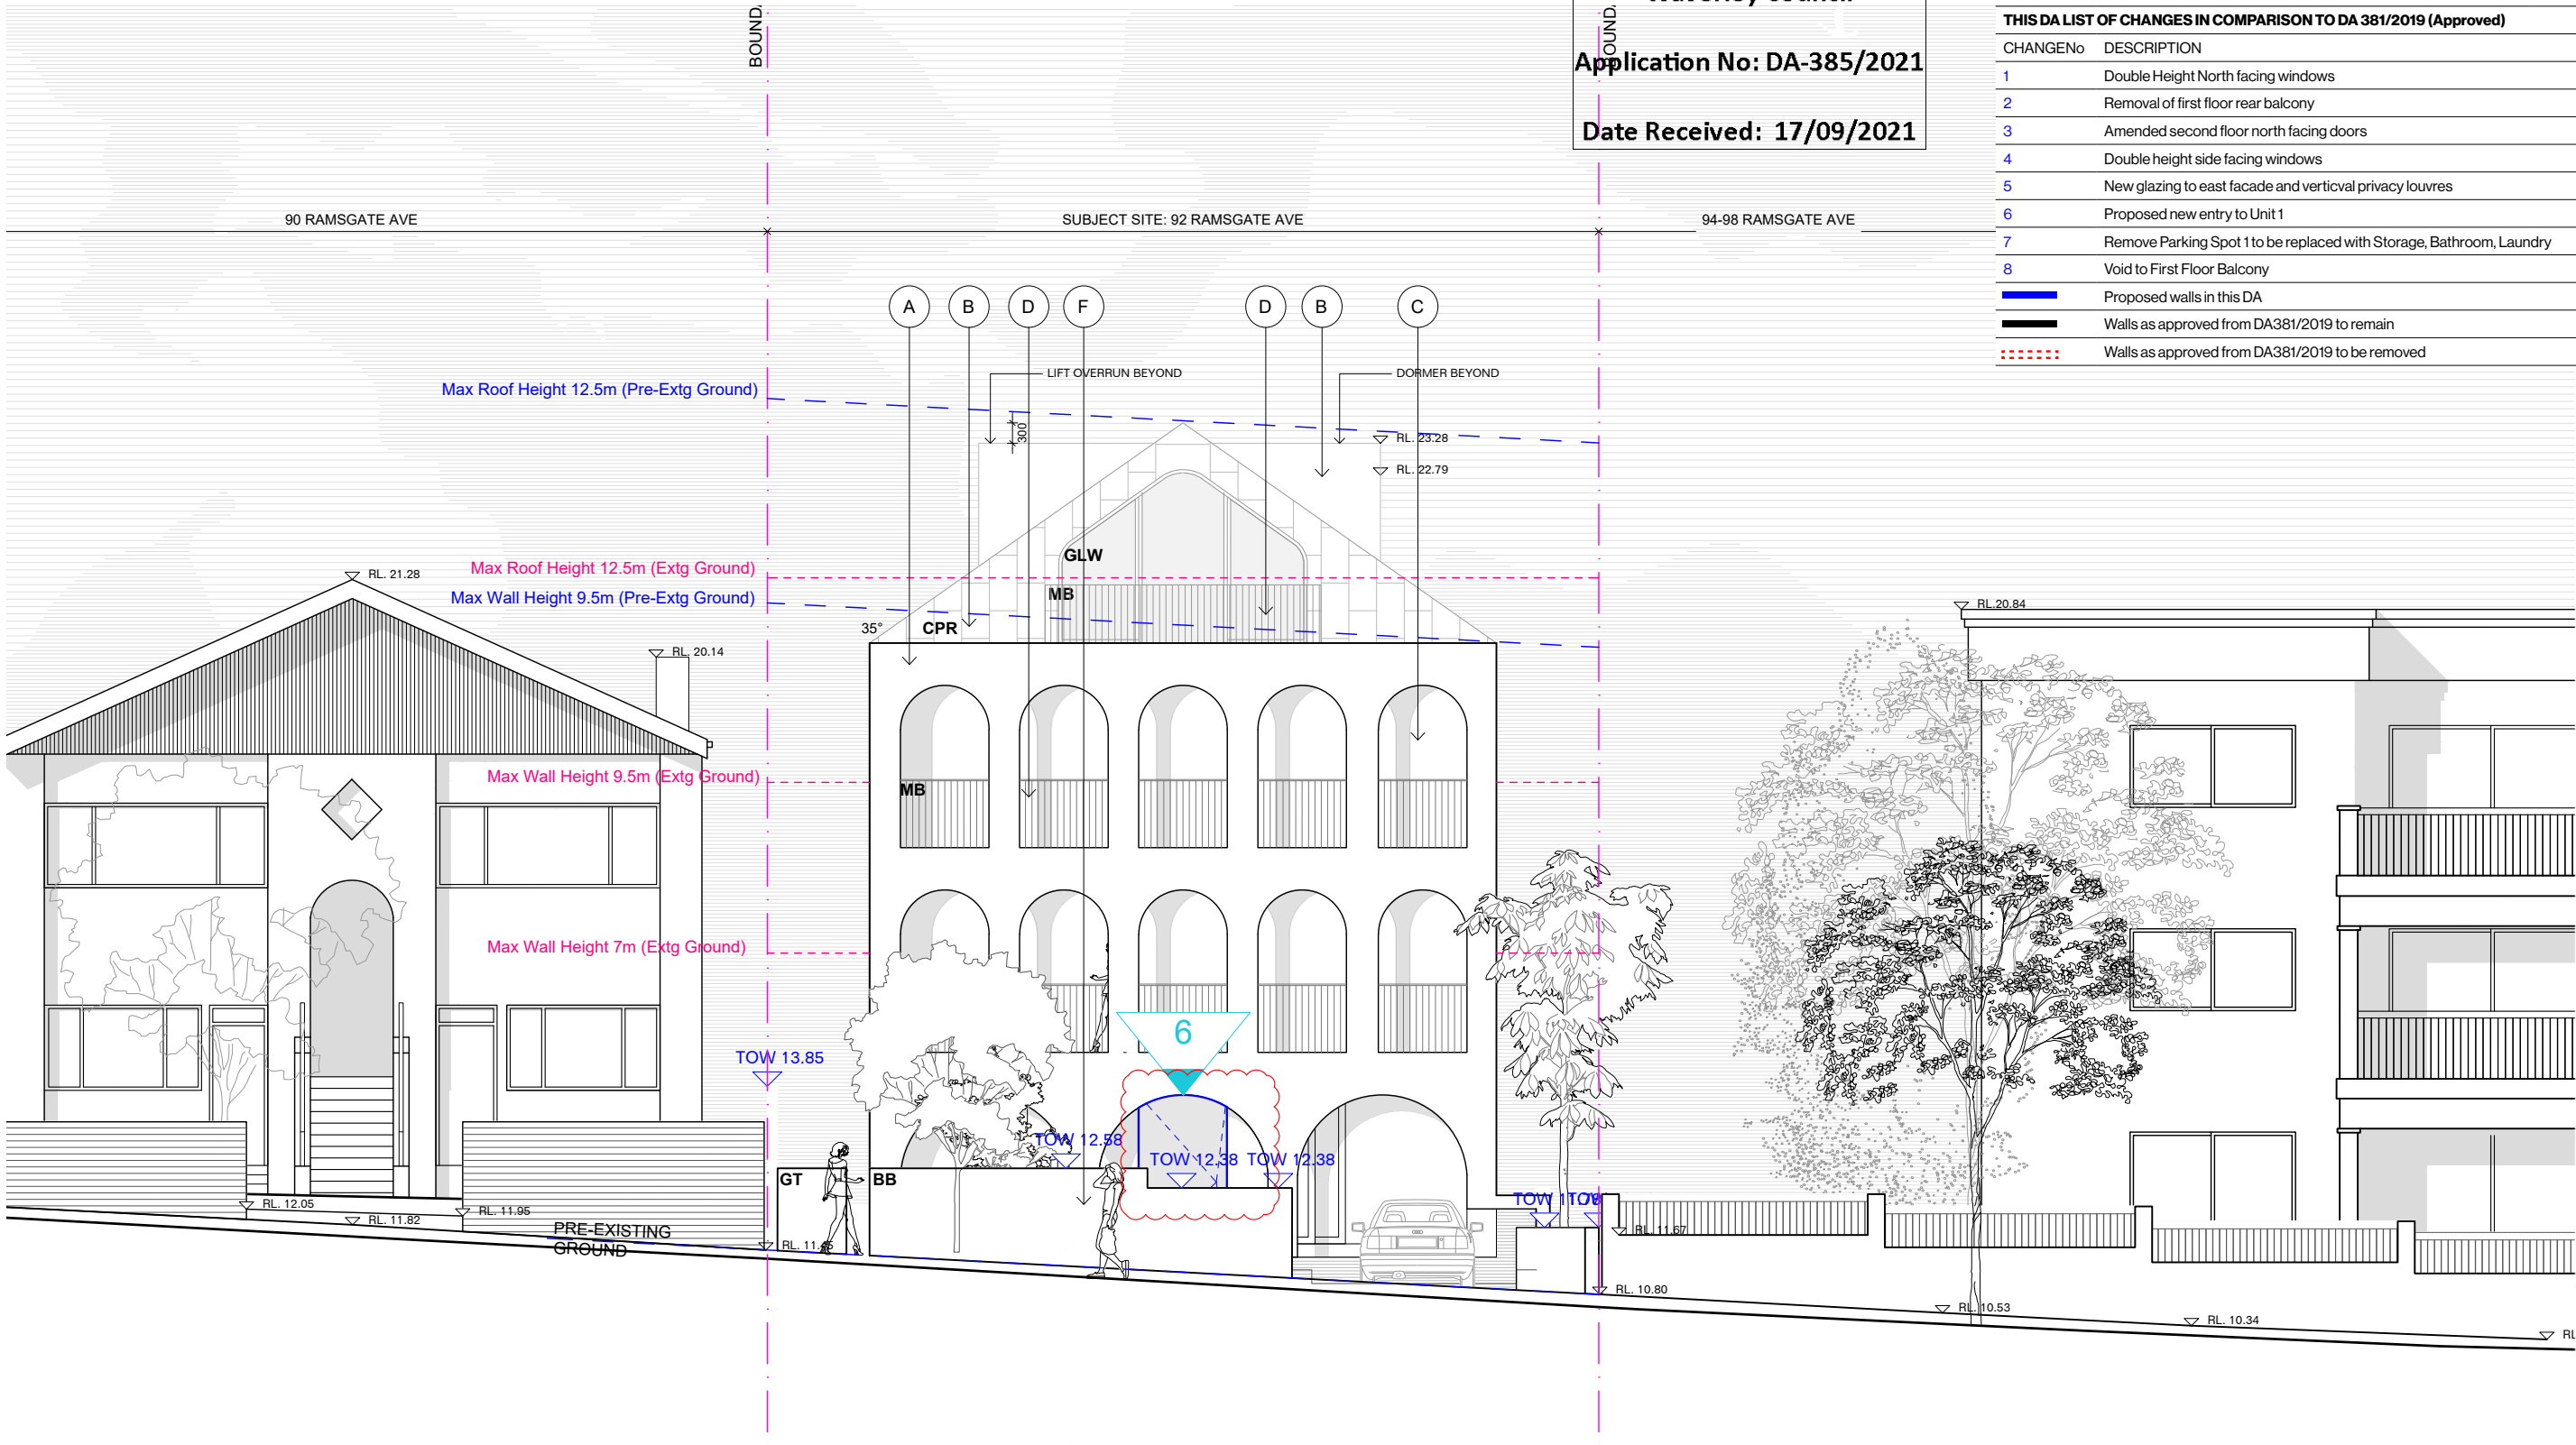 BOUND
Application No: DA-385/2021
Date Received: 17/09/2021
BOUND
THIS DA LIST OF CHANGES IN COMPARISON TO DA 381/2019 (Approved)
CHANGENo DESCRIPTION
1 Double Height North facing windows
2 Removal of first floor rear balcony
3 Amended second floor north facing doors
4 Double height side facing windows
5 New glazing to east facade and verticval privacy louvres
6 Proposed new entry to Unit 1
7 Remove Parking Spot 1 to be replaced with Storage, Bathroom, Laundry
8 Void to First Floor Balcony
Proposed walls in this DA
Walls as approved from DA381/2019 to remain
Walls as approved from DA381/2019 to be removed
90 RAMSGATE AVE
SUBJECT SITE: 92 RAMSGATE AVE
94-98 RAMSGATE AVE
A B D F D B C
LIFT OVERRUN BEYOND
DORMER BEYOND
Max Roof Height 12.5m (Pre-Extg Ground)
300
RL. 23.28
RL. 22.79
GLW
Max Roof Height 12.5m (Extg Ground)
RL. 21.28
Max Wall Height 9.5m (Pre-Extg Ground)
MB
RL.20.84
35°
CPR
RL. 20.14
Max Wall Height 9.5m (Extg Ground)
MB
Max Wall Height 7m (Extg Ground)
6
TOW 13.85
TOW 12.58
TOW 12.38
TOW 12.38
GT
BB
RL. 12.05
RL. 11.82
RL. 11.95
PRE-EXISTING
GROUND
RL. 11.67
RL. 10.80
RL. 10.53
RL. 10.34
RL